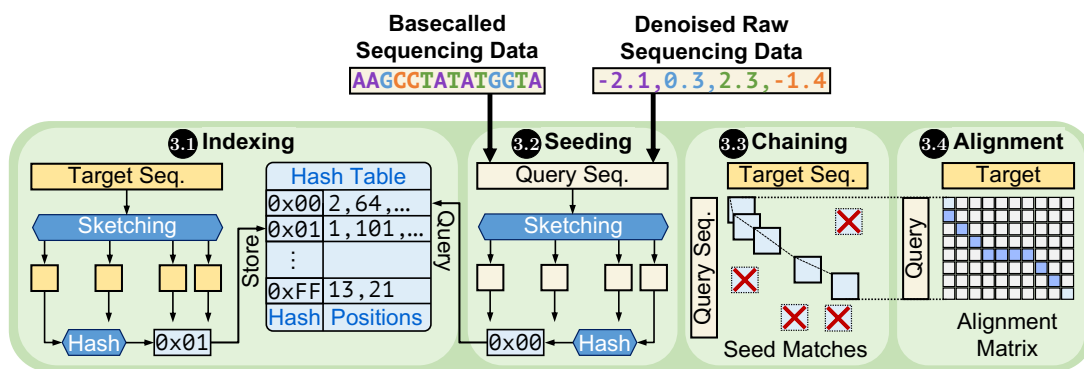 Basecalled
Sequencing Data
AAGCCTATATGGTA
Denoised Raw
Sequencing Data
-2.1,0.3,2.3,-1.4
3.1 Indexing
Target Seq.
Sketching
Hash
0x01
Store
Hash Table
0x00 2,64,…
0x01 1,101,…
⋮
0xFF 13,21
Hash Positions
Query
3.2 Seeding
Query Seq.
Sketching
0x00
Hash
3.3 Chaining
Target Seq.
Query Seq.
Seed Matches
3.4 Alignment
Target
Query
Alignment
Matrix